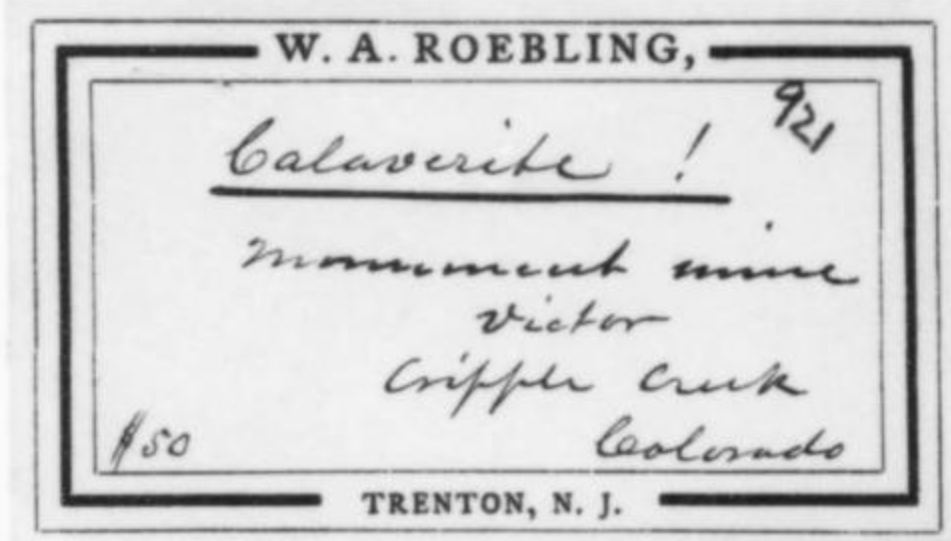 W. A. ROEBLING,
921
Calaverite !
Monument mine
Victor
Cripple Creek
Colorado
$50
TRENTON, N. J.